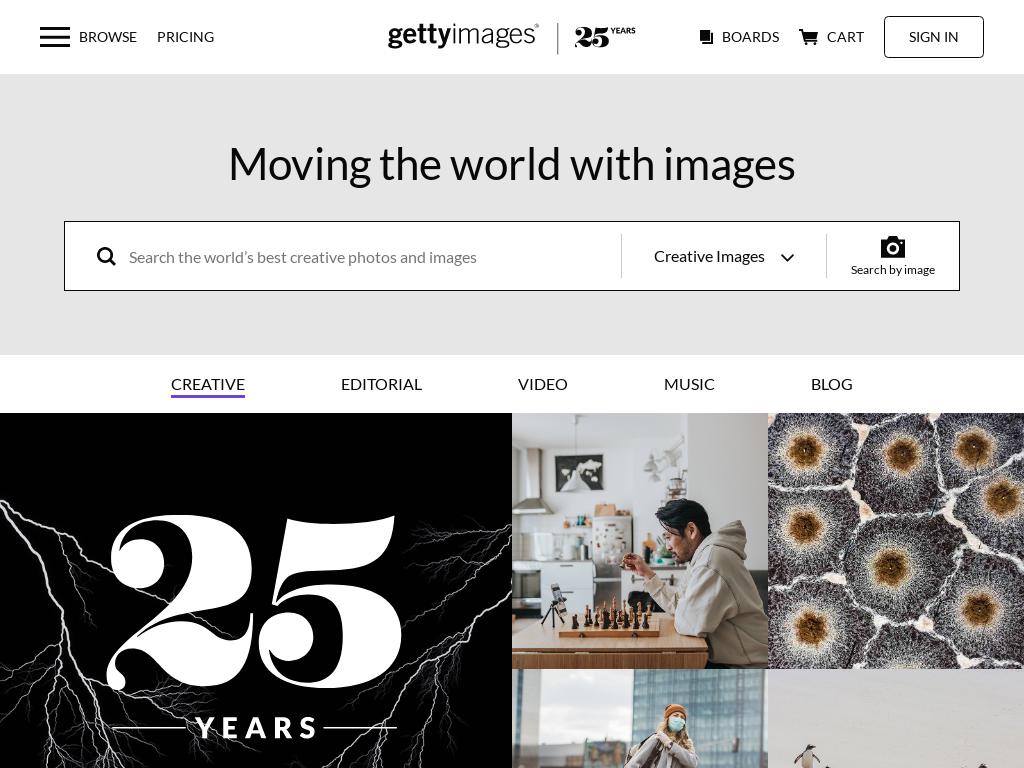 BROWSE
PRICING
gettyimages®
25 YEARS
BOARDS
CART
SIGN IN
Moving the world with images
Search the world's best creative photos and images
Creative Images
Search by image
CREATIVE
EDITORIAL
VIDEO
MUSIC
BLOG
25
YEARS